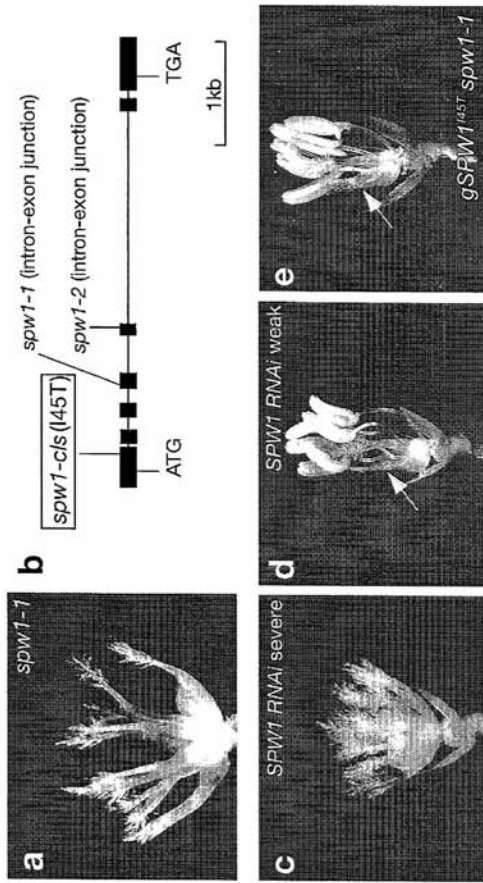 a
spw1-1
b
spw1-cls (I45T)
spw1-1 (intron-exon junction)
spw1-2 (intron-exon junction)
ATG
TGA
1kb
c
SPW1 RNAi severe
d
SPW1 RNAi weak
e
gSPW1I45T spw1-1